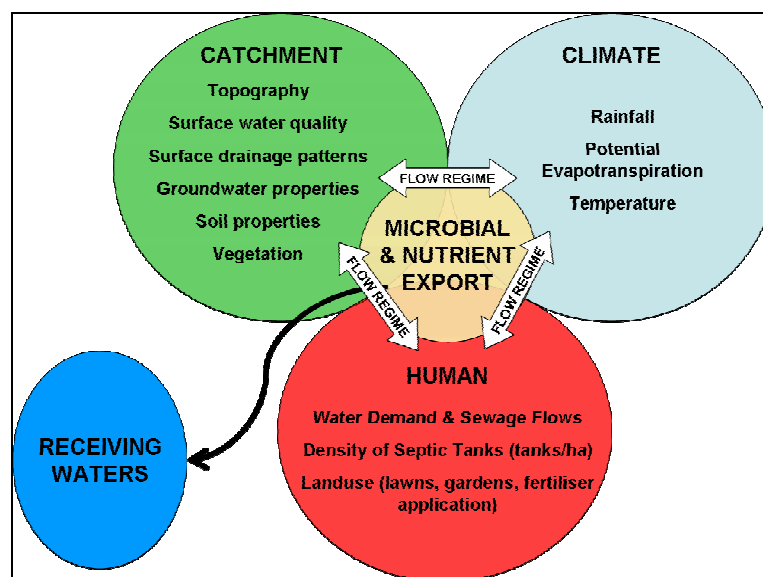 CATCHMENT
Topography
Surface water quality
Surface drainage patterns
Groundwater properties
Soil properties
Vegetation
CLIMATE
Rainfall
Potential
Evapotranspiration
Temperature
FLOW REGIME
MICROBIAL
& NUTRIENT
EXPORT
FLOW REGIME
FLOW REGIME
HUMAN
Water Demand & Sewage Flows
Density of Septic Tanks (tanks/ha)
Landuse (lawns, gardens, fertiliser
application)
RECEIVING
WATERS